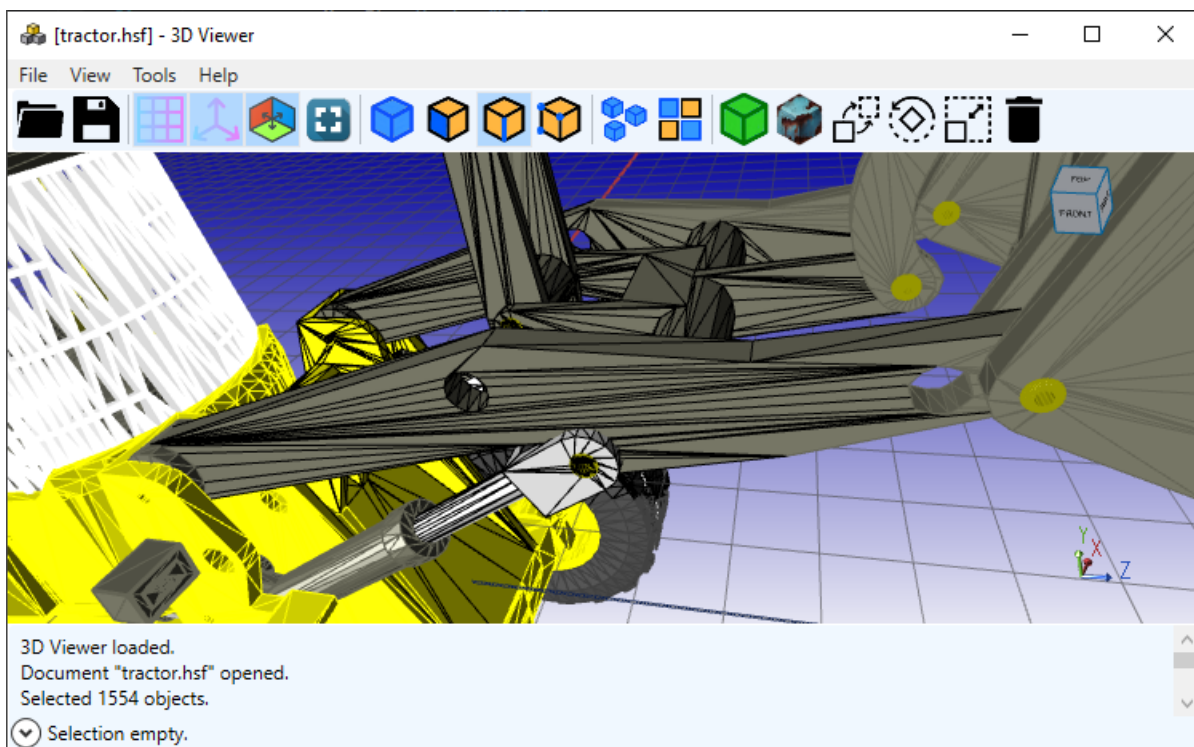 [tractor.hsf] - 3D Viewer
File View Tools Help
TOP
FRONT
Y
X
Z
3D Viewer loaded.
Document "tractor.hsf" opened.
Selected 1554 objects.
Selection empty.